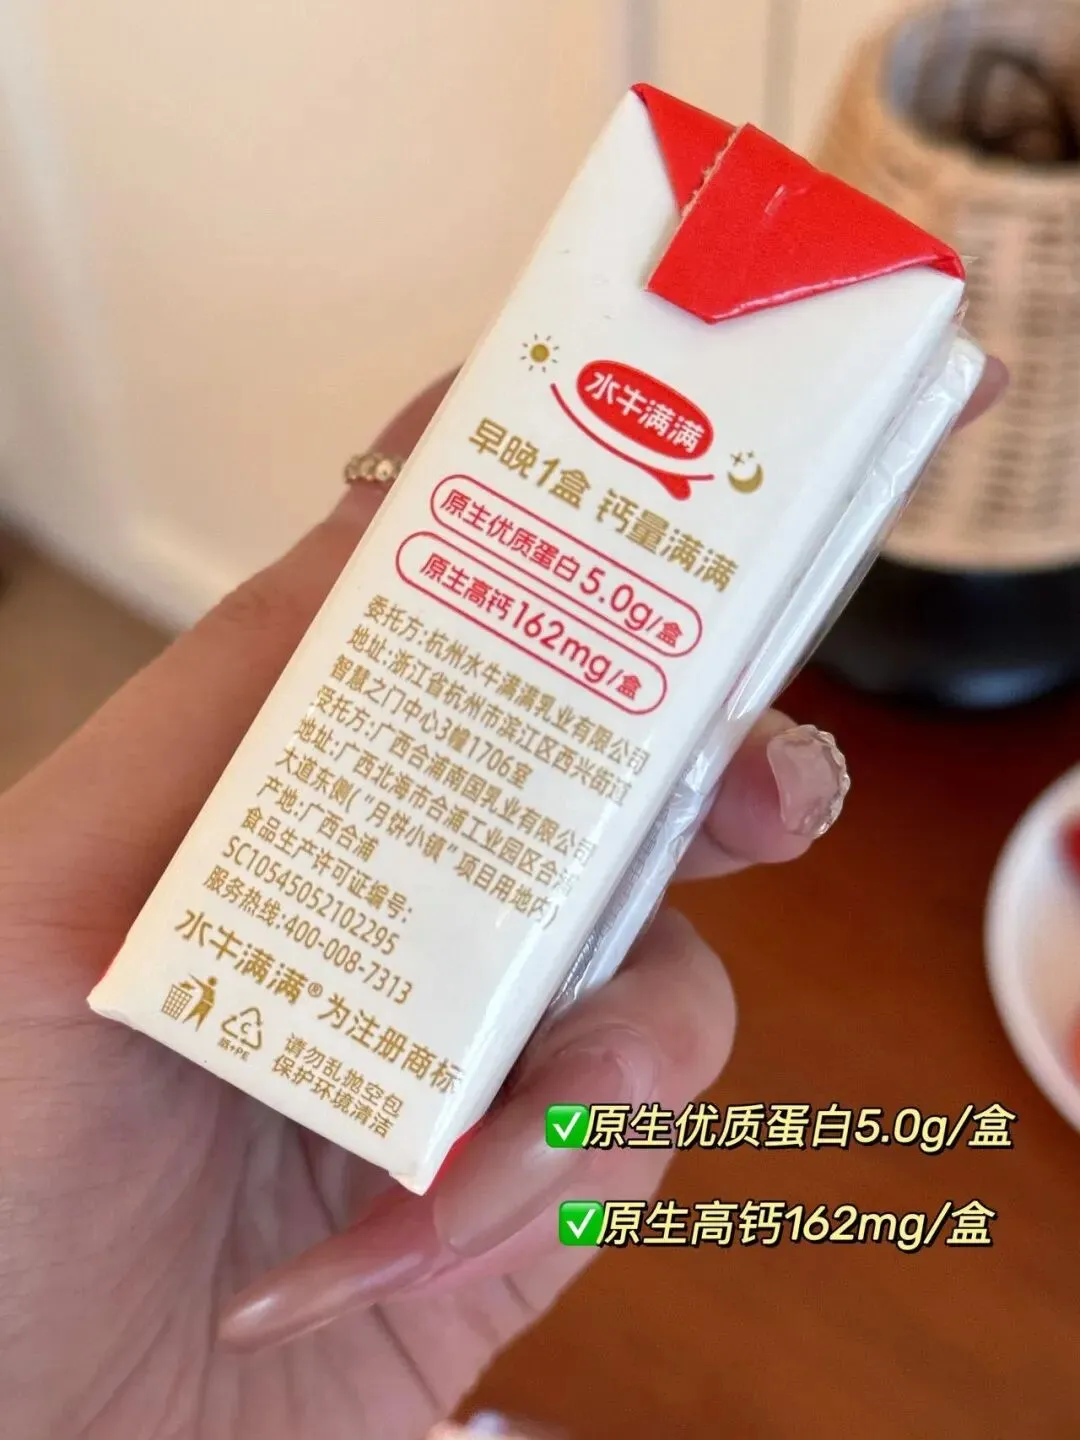 水牛满满
早晚1盒 钙量满满
原生优质蛋白5.0g/盒
原生高钙162mg/盒
委托方:杭州水牛满满乳业有限公司
地址:浙江省杭州市滨江区西兴街道
智慧之门中心3幢1706室
受托方:广西合浦南国乳业有限公司
地址:广西北海市合浦工业园区合浦
大道东侧("月饼小镇"项目用地内)
产地:广西合浦
食品生产许可证编号:
SC10545052102295
服务热线:400-008-7313
水牛满满®为注册商标
纸+PE
请勿乱抛空包
保护环境清洁
✅原生优质蛋白5.0g/盒
✅原生高钙162mg/盒